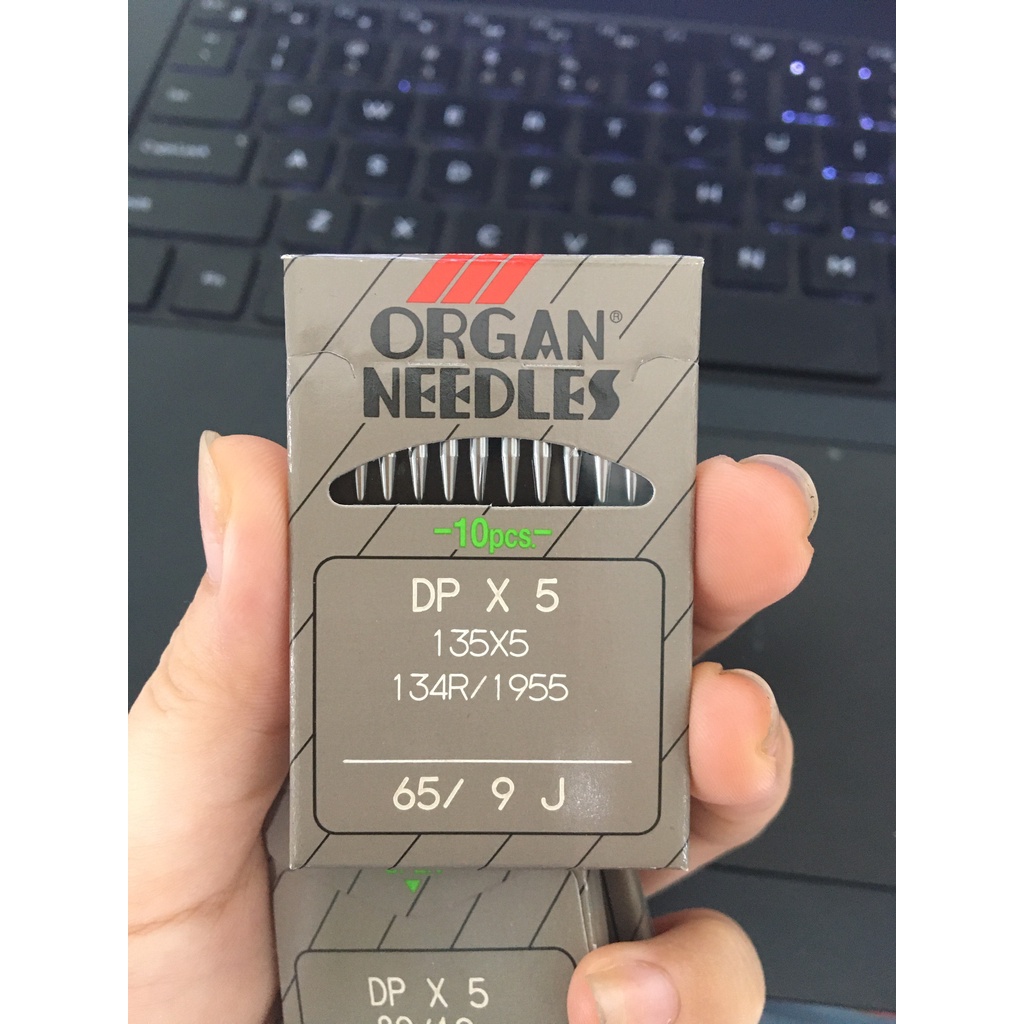 ORGAN®
NEEDLES
-10pcs.-
DP X 5
135X5
134R/1955
65/ 9 J
DP X 5
W E R T Y U I
A S D F G H J K
Z X C V B N M